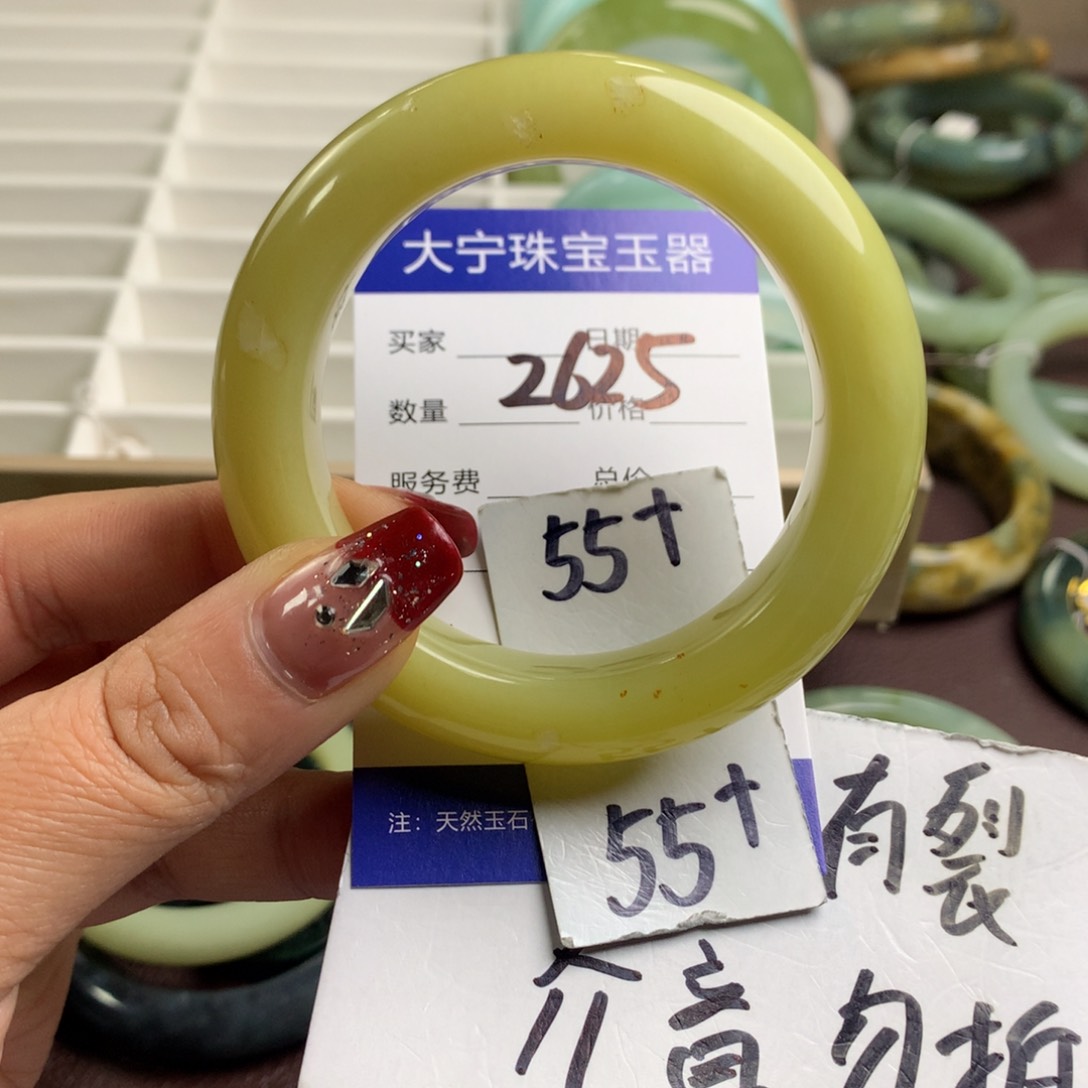 大宁珠宝玉器
买家 日期
2625
数量 价格
服务费 总价
55+
注：天然玉石
55+
有裂
介意勿拆